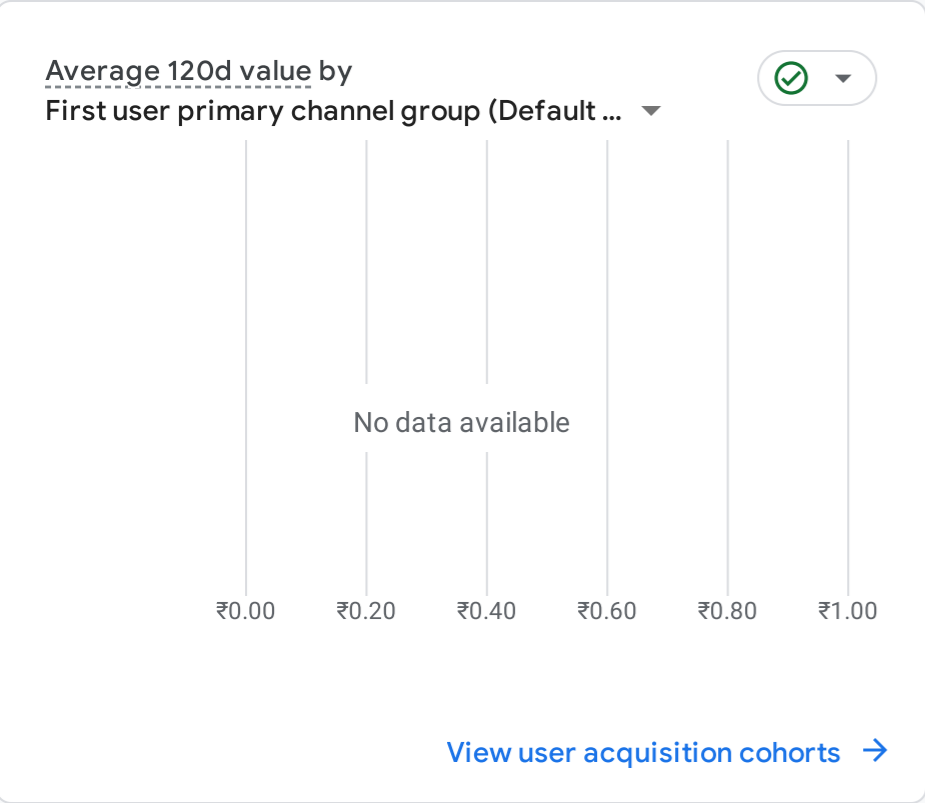 Average 120d value by
First user primary channel group (Default ...
No data available
₹0.00 ₹0.20 ₹0.40 ₹0.60 ₹0.80 ₹1.00
View user acquisition cohorts